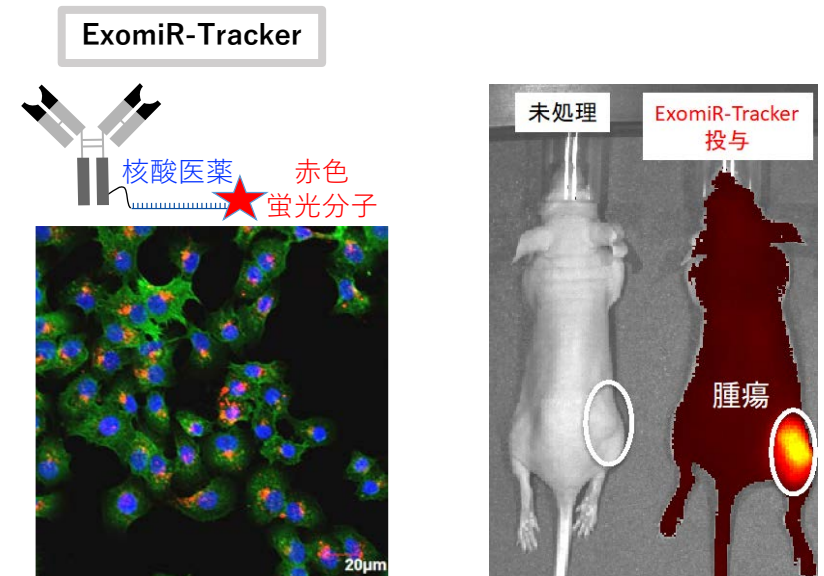 ExomiR-Tracker
核酸医薬
赤色
蛍光分子
20μm
未処理
ExomiR-Tracker
投与
腫瘍